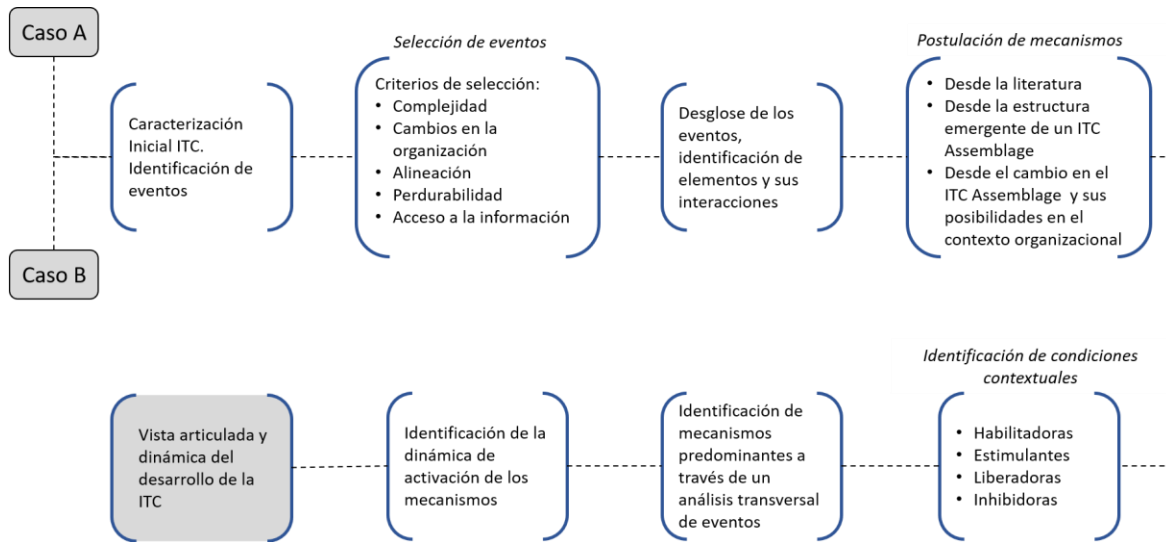 Caso A
Caso B
Caracterización
Inicial ITC.
Identificación de
eventos
Selección de eventos
Criterios de selección:
• Complejidad
• Cambios en la
organización
• Alineación
• Perdurabilidad
• Acceso a la información
Desglose de los
eventos,
identificación de
elementos y sus
interacciones
Postulación de mecanismos
• Desde la literatura
• Desde la estructura
emergente de un ITC
Assemblage
• Desde el cambio en el
ITC Assemblage y sus
posibilidades en el
contexto organizacional
Vista articulada y
dinámica del
desarrollo de la
ITC
Identificación de la
dinámica de
activación de los
mecanismos
Identificación de
mecanismos
predominantes a
través de un
análisis transversal
de eventos
Identificación de condiciones
contextuales
• Habilitadoras
• Estimulantes
• Liberadoras
• Inhibidoras